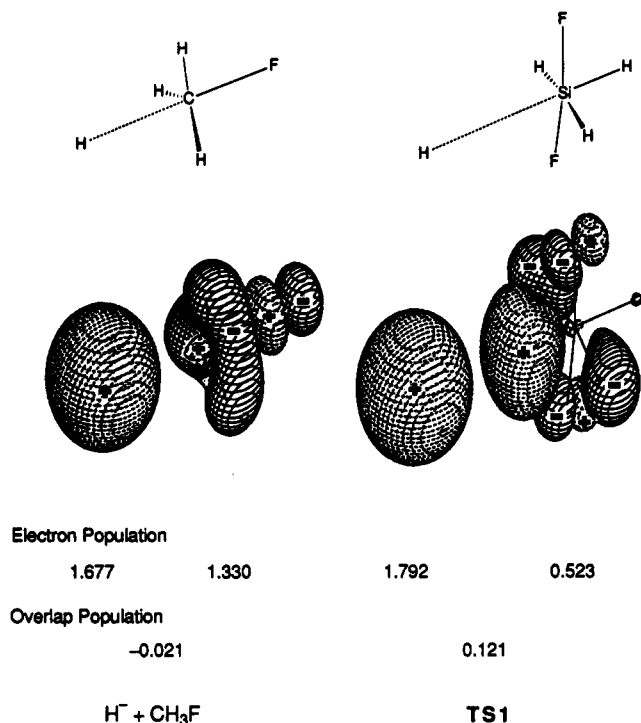 H
F
H
C
H
H
F
H
H
Si
H
H
F
Electron Population
1.677 1.330 1.792 0.523
Overlap Population
−0.021 0.121
H⁻ + CH₃F TS1